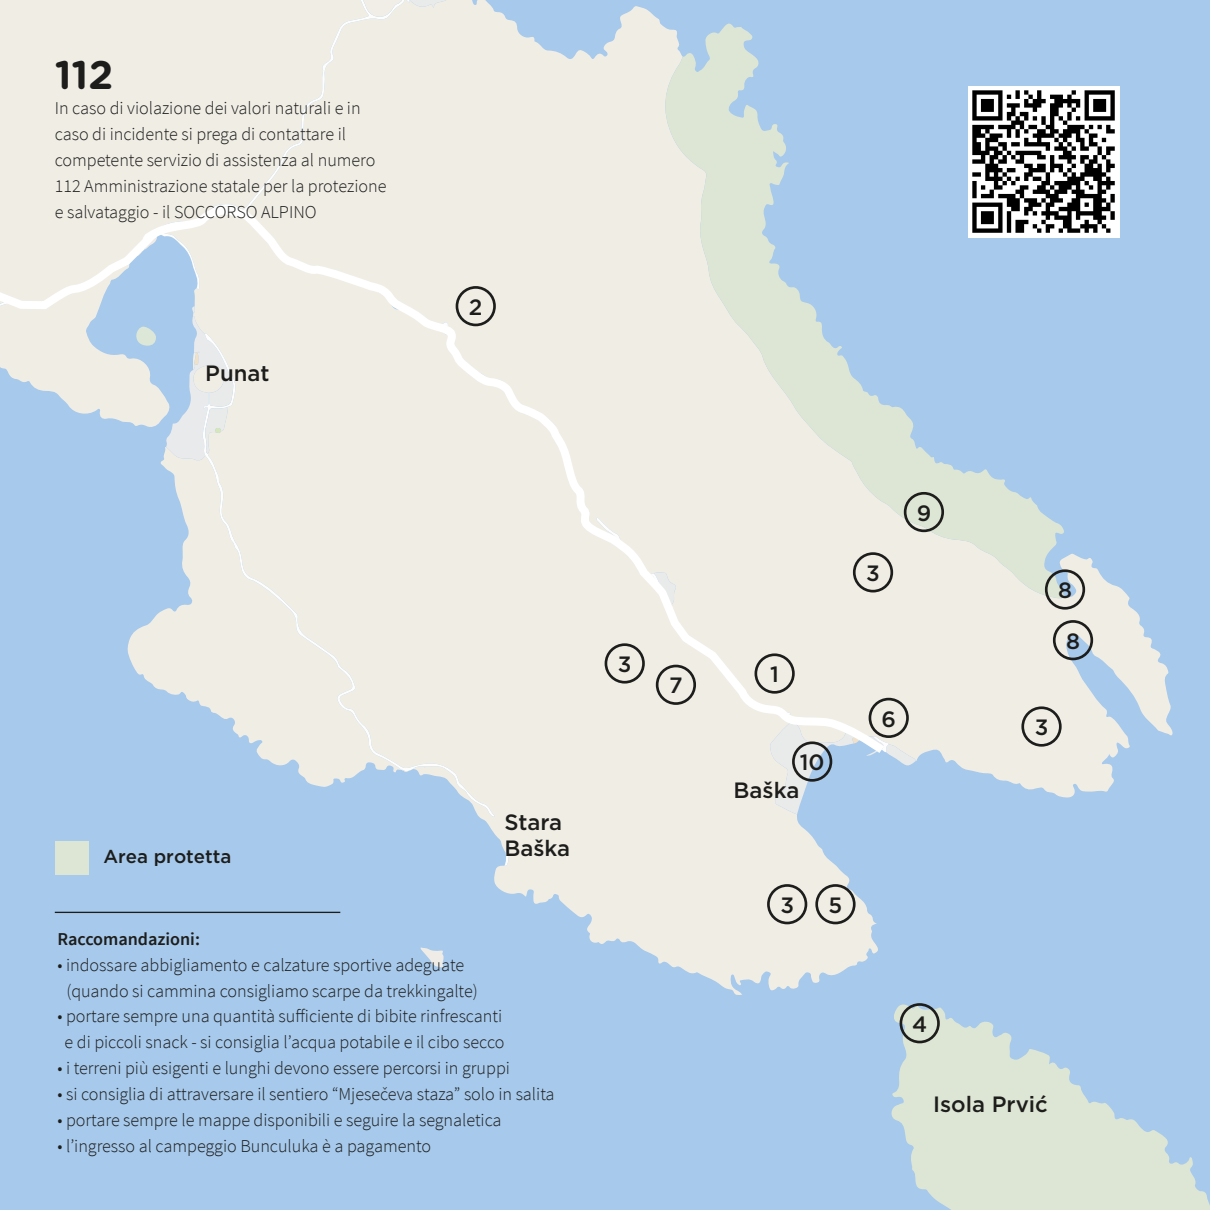 112
In caso di violazione dei valori naturali e in
caso di incidente si prega di contattare il
competente servizio di assistenza al numero
112 Amministrazione statale per la protezione
e salvataggio - il SOCCORSO ALPINO
2
Punat
9
3
8
8
3
7
1
6
3
10
Baška
Stara
Baška
3
5
4
Isola Prvić
Area protetta
Raccomandazioni:
• indossare abbigliamento e calzature sportive adeguate
(quando si cammina consigliamo scarpe da trekkingalte)
• portare sempre una quantità sufficiente di bibite rinfrescanti
e di piccoli snack - si consiglia l’acqua potabile e il cibo secco
• i terreni più esigenti e lunghi devono essere percorsi in gruppi
• si consiglia di attraversare il sentiero “Mjesečeva staza” solo in salita
• portare sempre le mappe disponibili e seguire la segnaletica
• l’ingresso al campeggio Bunculuka è a pagamento